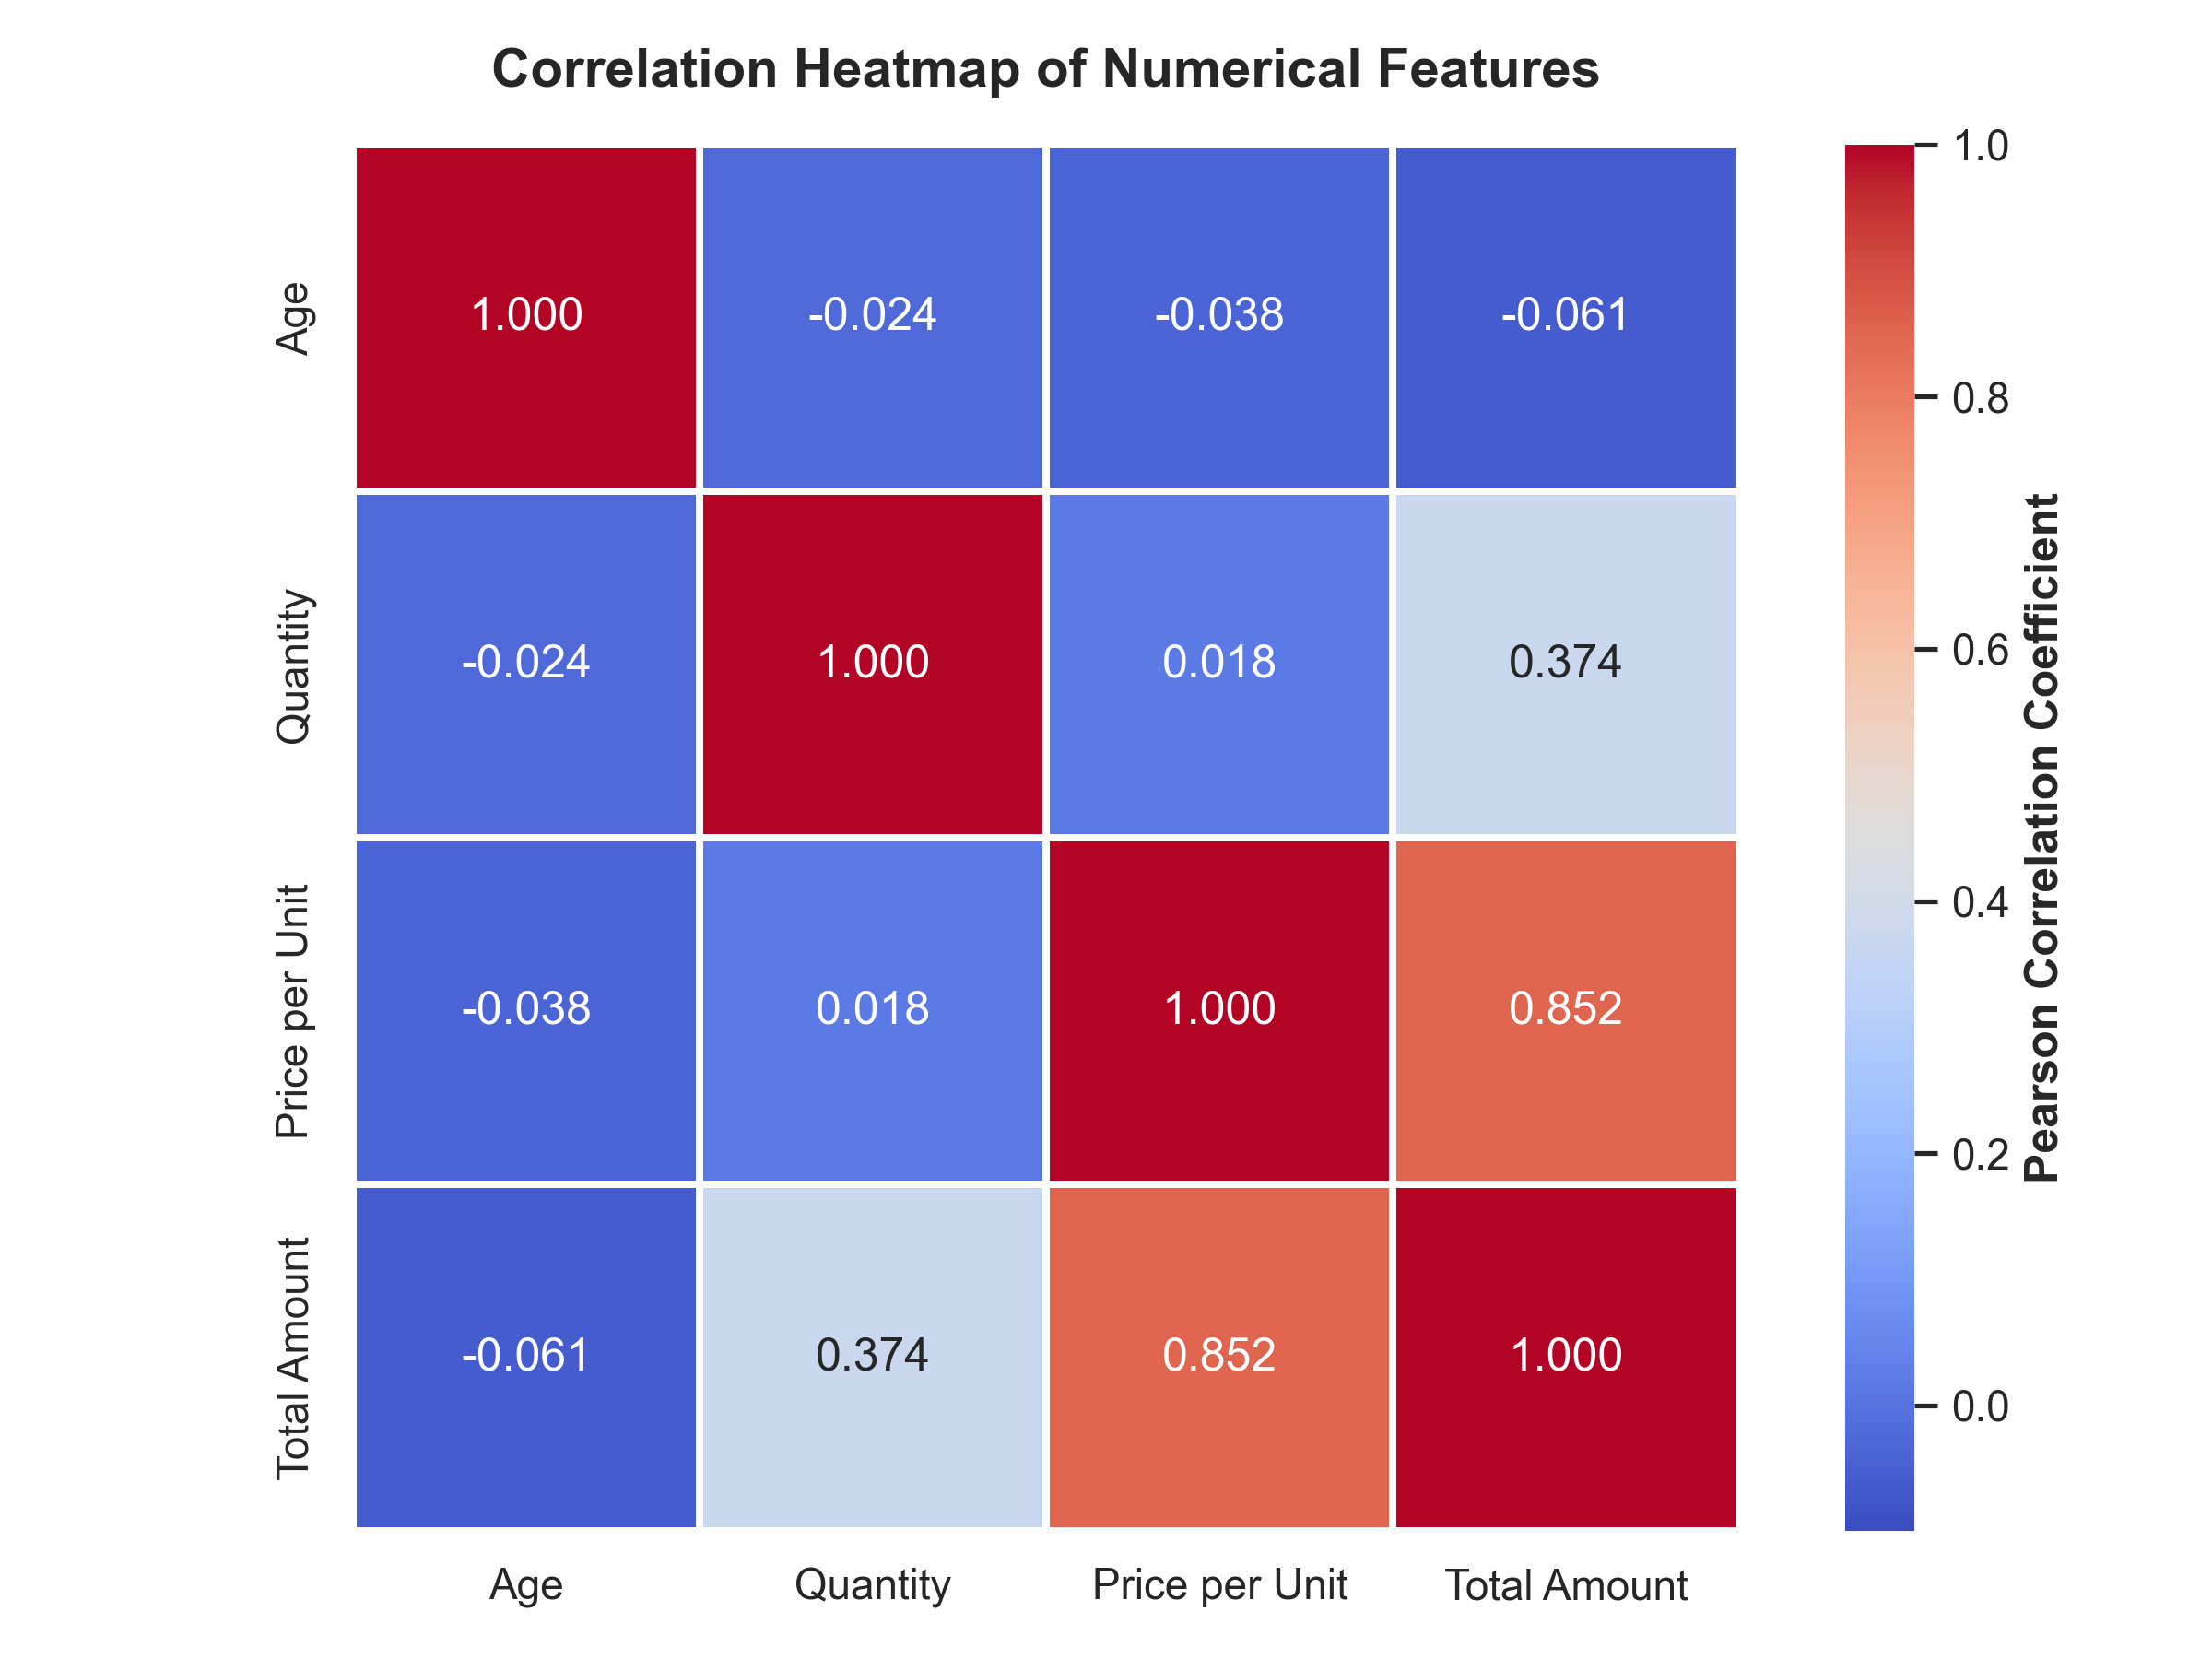 Correlation Heatmap of Numerical Features
Age
1.000
-0.024
-0.038
-0.061
Quantity
-0.024
1.000
0.018
0.374
Price per Unit
-0.038
0.018
1.000
0.852
Total Amount
-0.061
0.374
0.852
1.000
Age
Quantity
Price per Unit
Total Amount
1.0
0.8
0.6
0.4
0.2
0.0
Pearson Correlation Coefficient